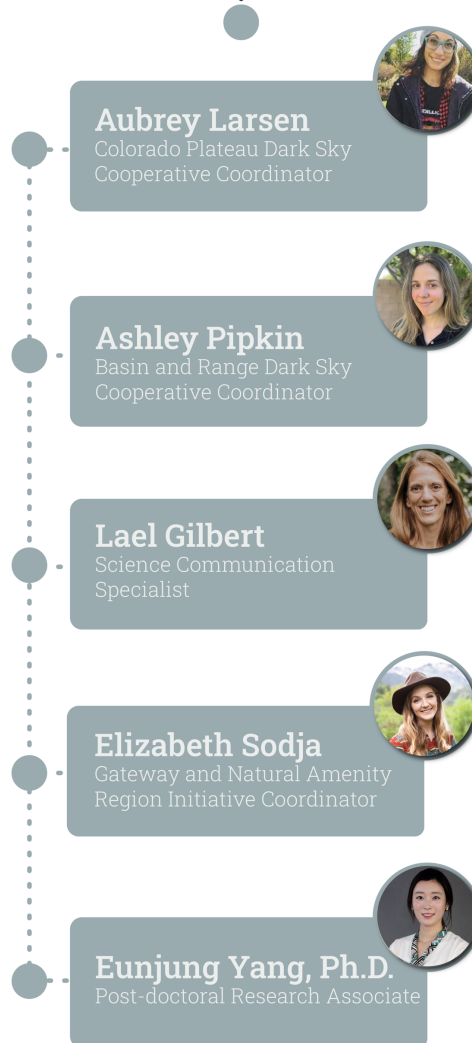 Aubrey Larsen
Colorado Plateau Dark Sky
Cooperative Coordinator
Ashley Pipkin
Basin and Range Dark Sky
Cooperative Coordinator
Lael Gilbert
Science Communication
Specialist
Elizabeth Sodja
Gateway and Natural Amenity
Region Initiative Coordinator
Eunjung Yang, Ph.D.
Post-doctoral Research Associate